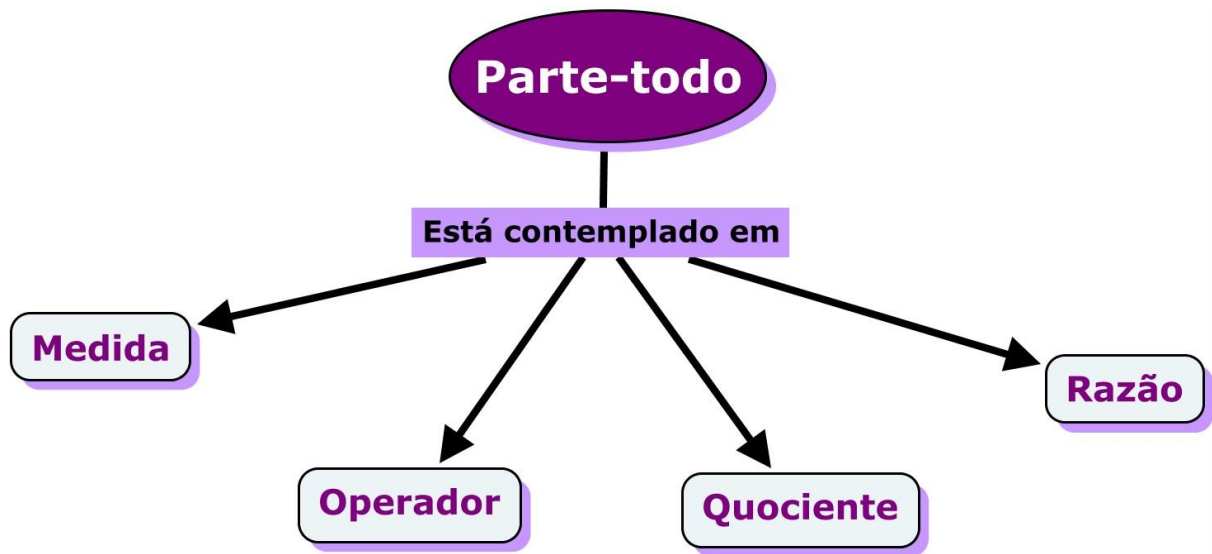 Parte-todo
Está contemplado em
Medida
Razão
Operador
Quociente